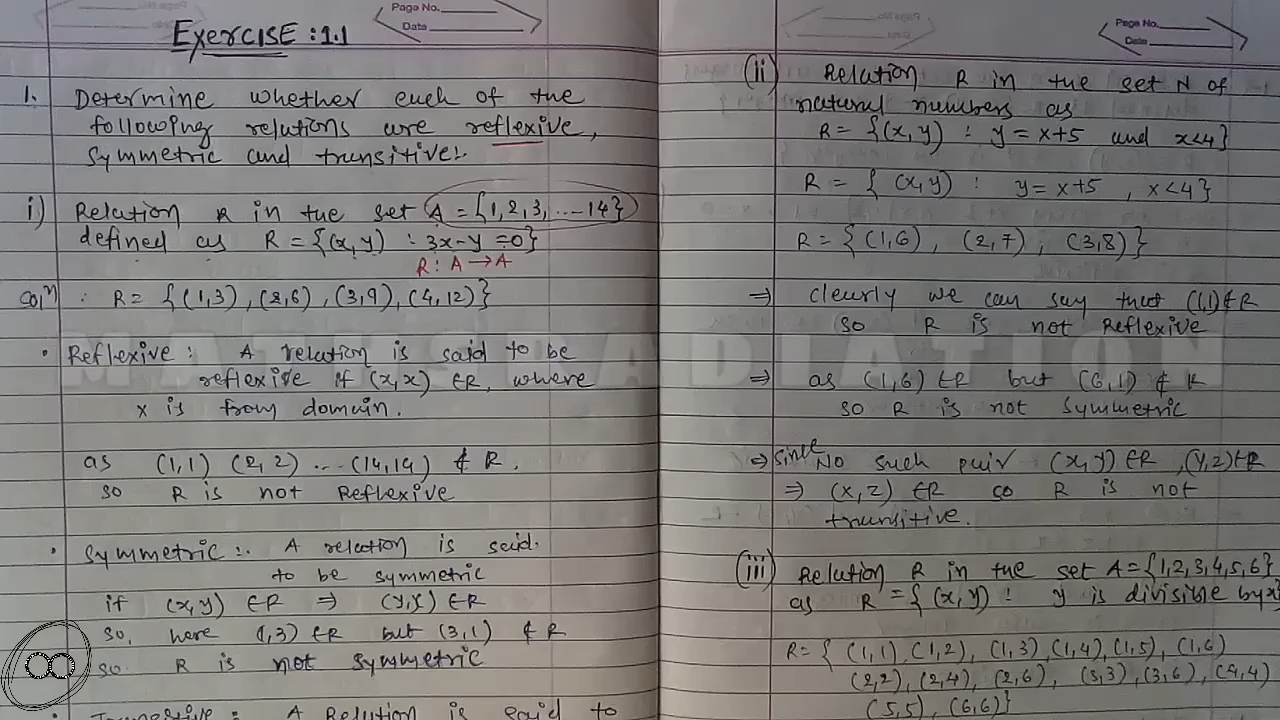 Page No.
Date
Exercise : 1.1
1. Determine whether each of the
following relations are reflexive,
symmetric and transitive:
i) Relation R in the set A = {1,2,3,....14}
defined as R = {(x,y) : 3x-y=0}
R : A → A
Solⁿ : R = {(1,3),(2,6),(3,9),(4,12)}
• Reflexive : A relation is said to be
reflexive if (x,x) ∈R, where
x is from domain.
as (1,1) (2,2) ... (14,14) ∉ R.
so R is not Reflexive
• Symmetric :. A relation is said.
to be symmetric
if (x,y) ∈R ⇒ (y,x) ∈R
so, here (1,3) ∈R but (3,1) ∉ R
so. R is not symmetric
A Relation is said to
Page No.
Date
(ii) Relation R in the set N of
natural numbers as
R = {(x,y) : y = x+5 and x<4}
R = { (x,y) : y = x+5 , x<4}
R = {(1,6) , (2,7) , (3,8)}
⇒ Clearly we can say that (1,1)∉R
so R is not Reflexive
⇒ as (1,6) ∈R but (6,1) ∉ R
so R is not Symmetric
⇒ since No such pair (x,y) ∈R ,(y,z)∈R
⇒ (x,z) ∈R so R is not
transitive.
(iii) Relation R in the set A = {1,2,3,4,5,6}
as R = { (x,y) : y is divisible by x}
R = { (1,1) (1,2), (1,3),(1,4),(1,5), (1,6)
(2,2),(2,4),(2,6), (3,3),(3,6),(4,4)
(5,5),(6,6)}
MATHS RADIATION